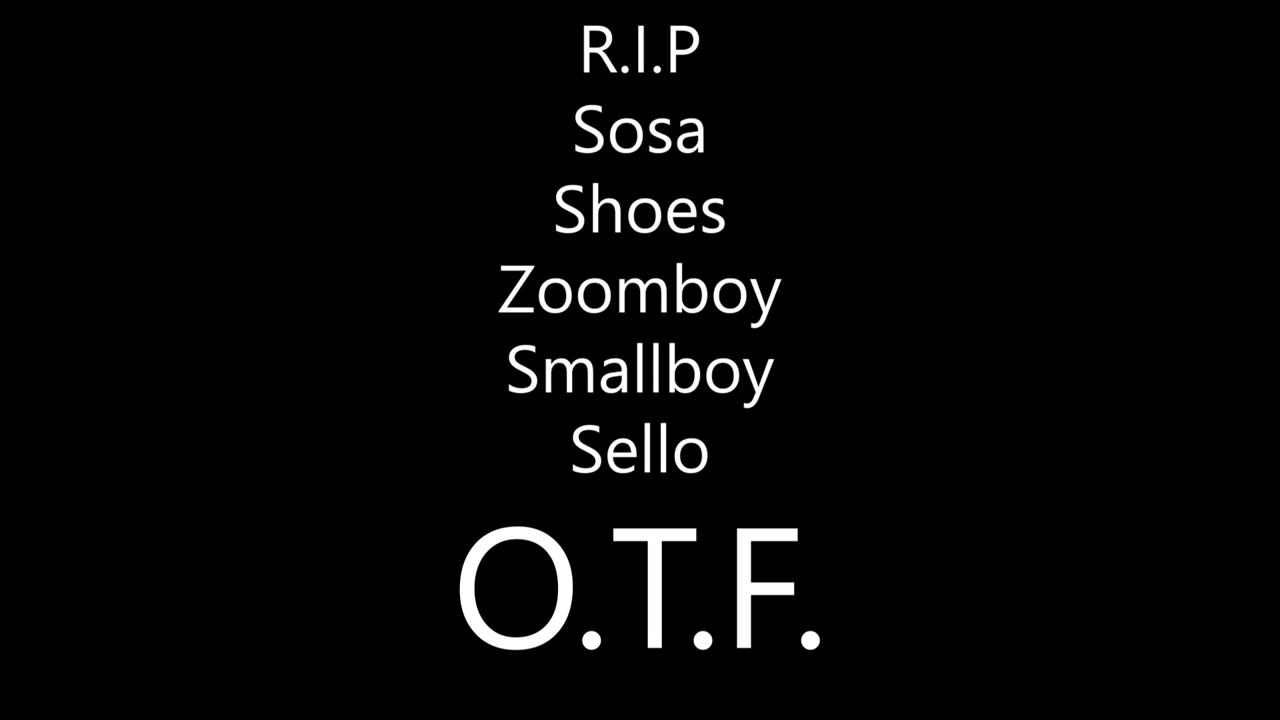 R.I.P
Sosa
Shoes
Zoomboy
Smallboy
Sello
O.T.F.